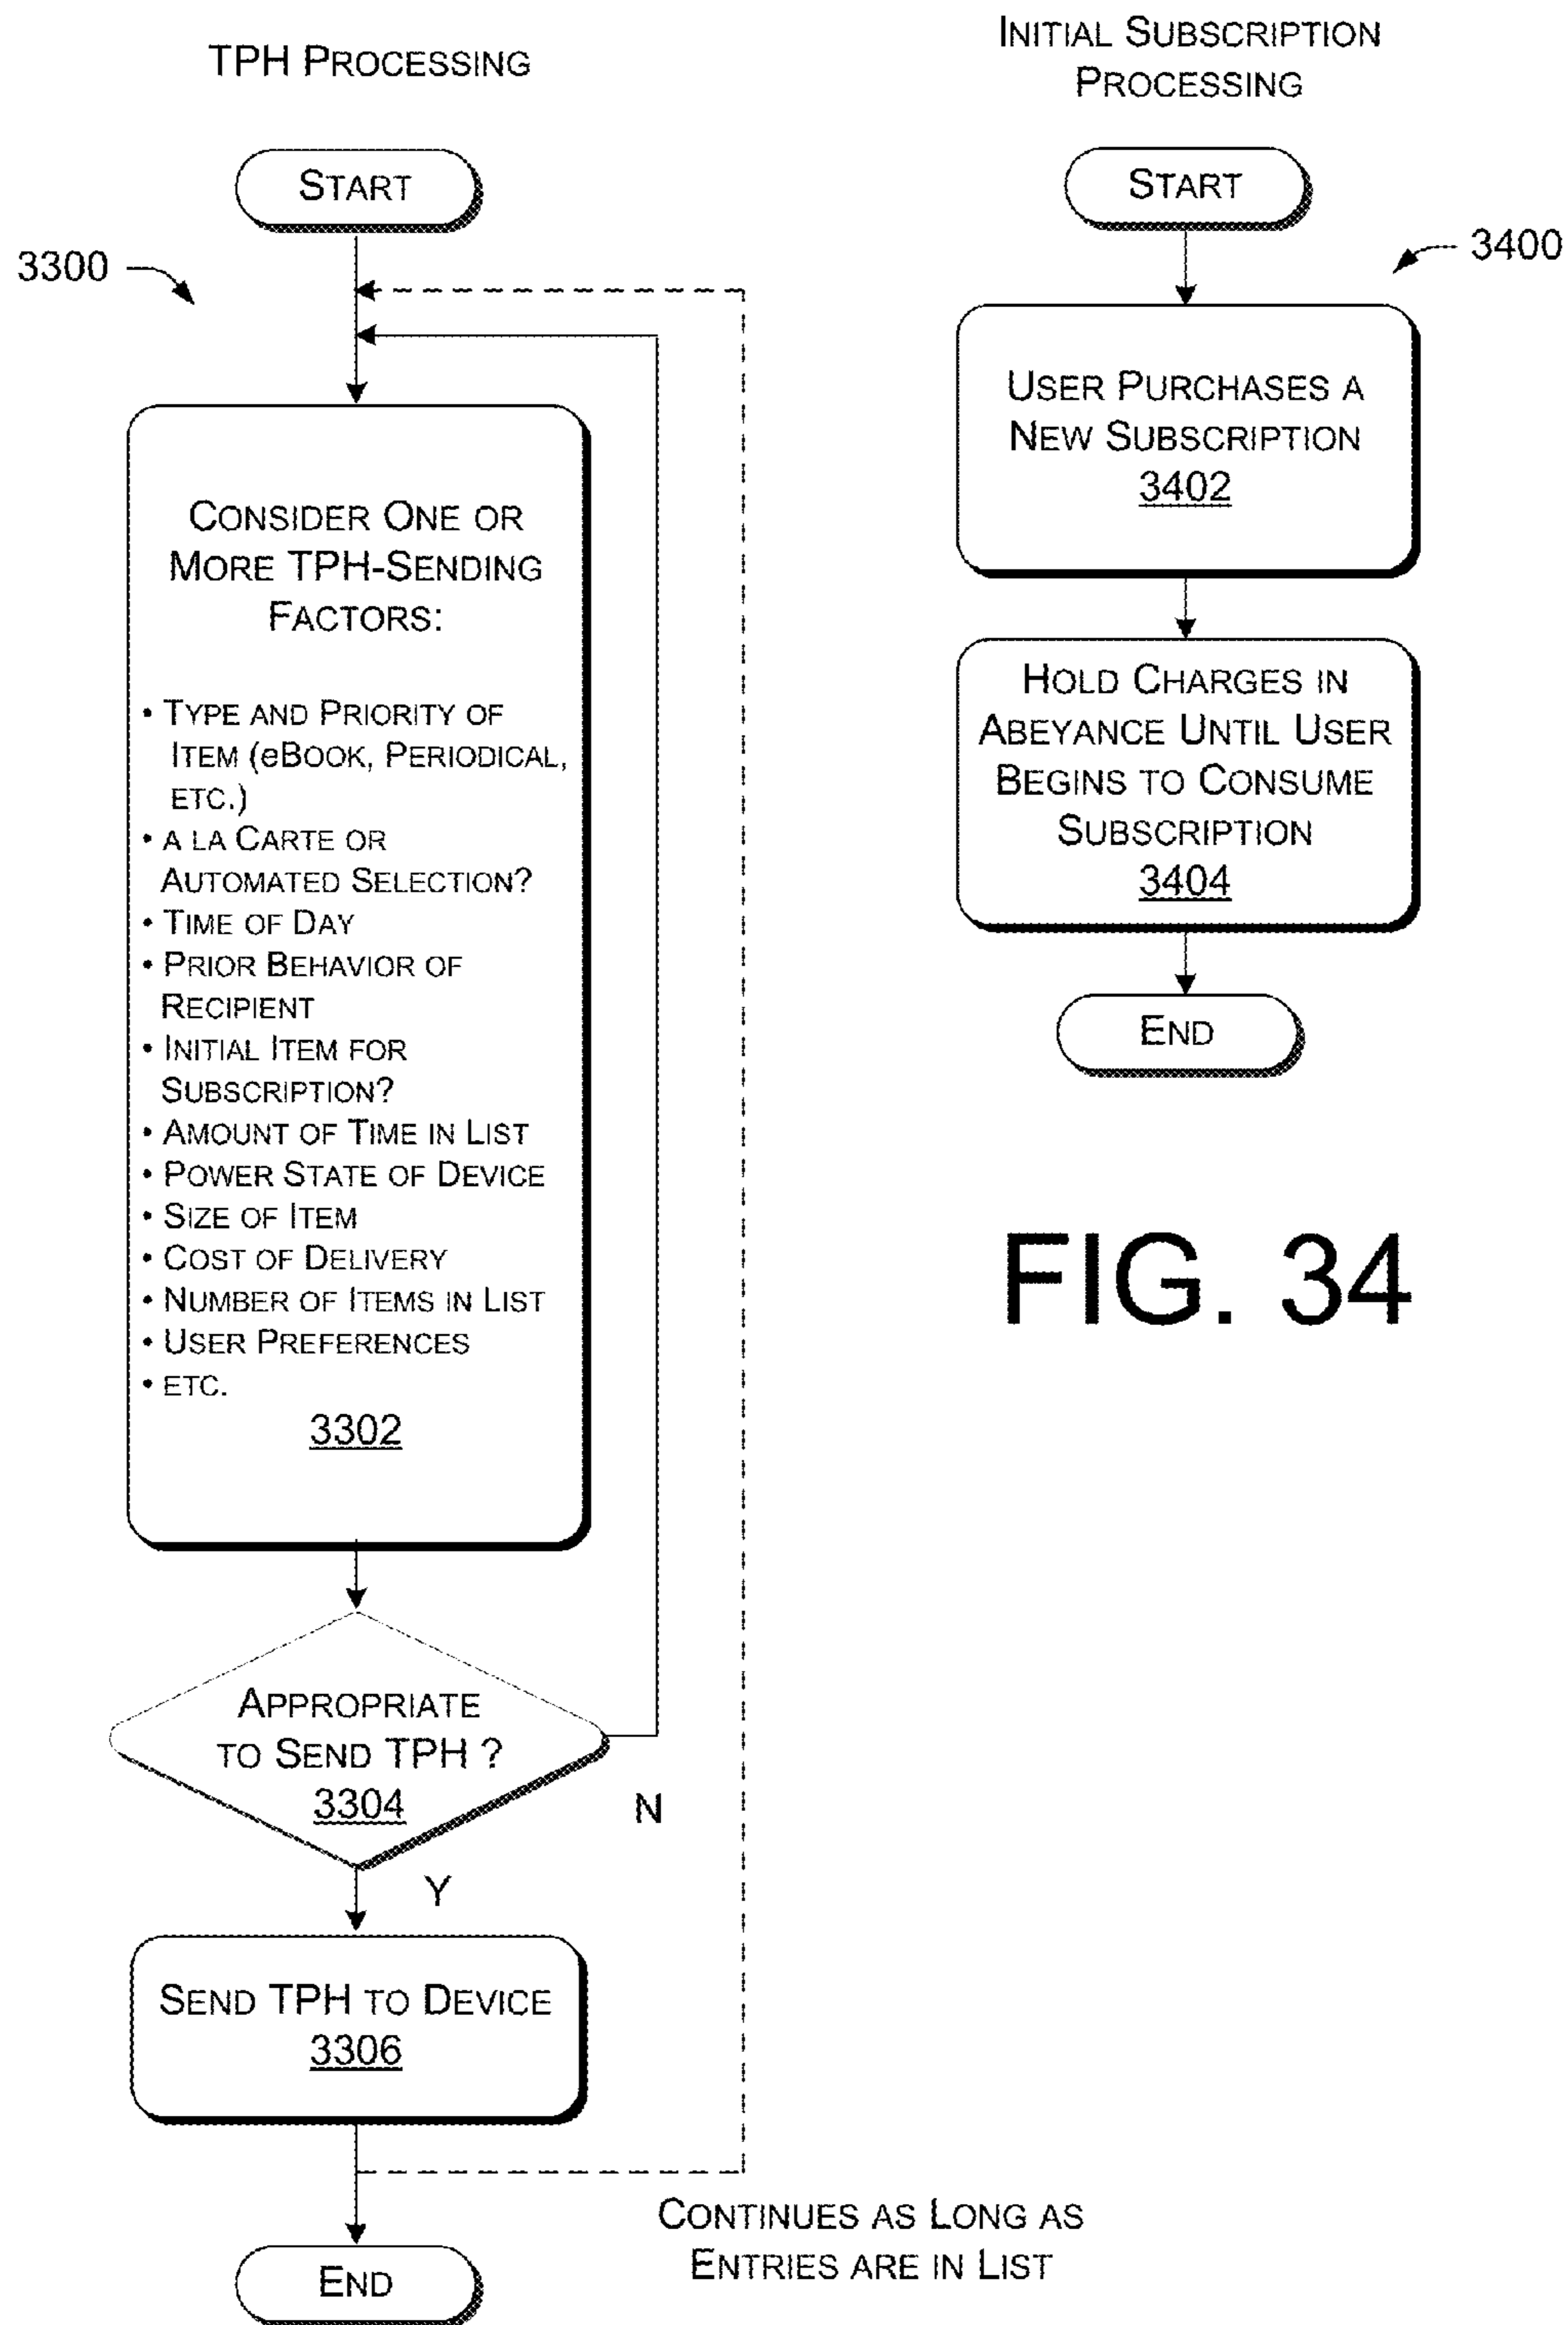 TPH PROCESSING
START
3300
CONSIDER ONE OR
MORE TPH-SENDING
FACTORS:
• TYPE AND PRIORITY OF
ITEM (eBOOK, PERIODICAL,
ETC.)
• A LA CARTE OR
AUTOMATED SELECTION?
• TIME OF DAY
• PRIOR BEHAVIOR OF
RECIPIENT
• INITIAL ITEM FOR
SUBSCRIPTION?
• AMOUNT OF TIME IN LIST
• POWER STATE OF DEVICE
• SIZE OF ITEM
• COST OF DELIVERY
• NUMBER OF ITEMS IN LIST
• USER PREFERENCES
• ETC.
3302
APPROPRIATE
TO SEND TPH ?
3304
N
Y
SEND TPH TO DEVICE
3306
CONTINUES AS LONG AS
ENTRIES ARE IN LIST
END
INITIAL SUBSCRIPTION
PROCESSING
START
3400
USER PURCHASES A
NEW SUBSCRIPTION
3402
HOLD CHARGES IN
ABEYANCE UNTIL USER
BEGINS TO CONSUME
SUBSCRIPTION
3404
END
FIG. 34